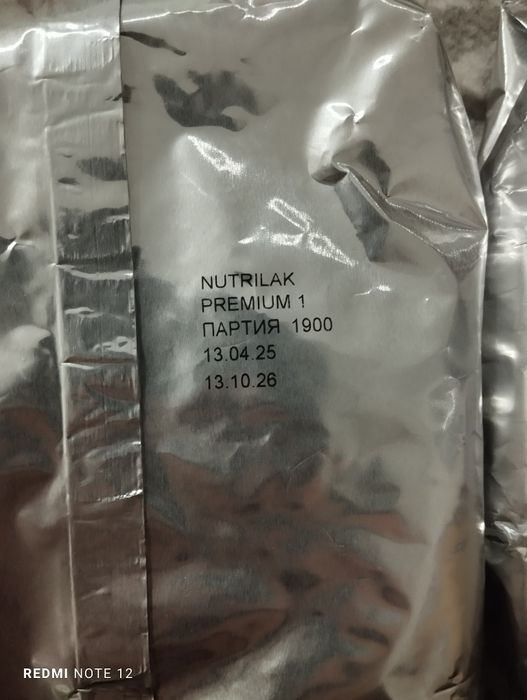 NUTRILAK
PREMIUM 1
ПАРТИЯ 1900
13.04.25
13.10.26
REDMI NOTE 12